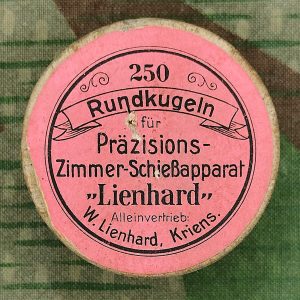 250
Rundkugeln
für
Präzisions-
Zimmer-Schießapparat
„Lienhard”
Alleinvertrieb:
W. Lienhard, Kriens.